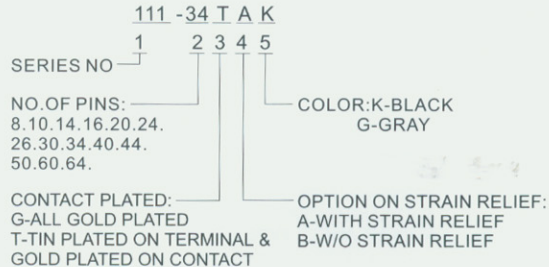 111 -34 T A K
1 2 3 4 5
SERIES NO
NO.OF PINS:
8.10.14.16.20.24.
26.30.34.40.44.
50.60.64.
COLOR:K-BLACK
G-GRAY
CONTACT PLATED:
G-ALL GOLD PLATED
T-TIN PLATED ON TERMINAL &
GOLD PLATED ON CONTACT
OPTION ON STRAIN RELIEF:
A-WITH STRAIN RELIEF
B-W/O STRAIN RELIEF